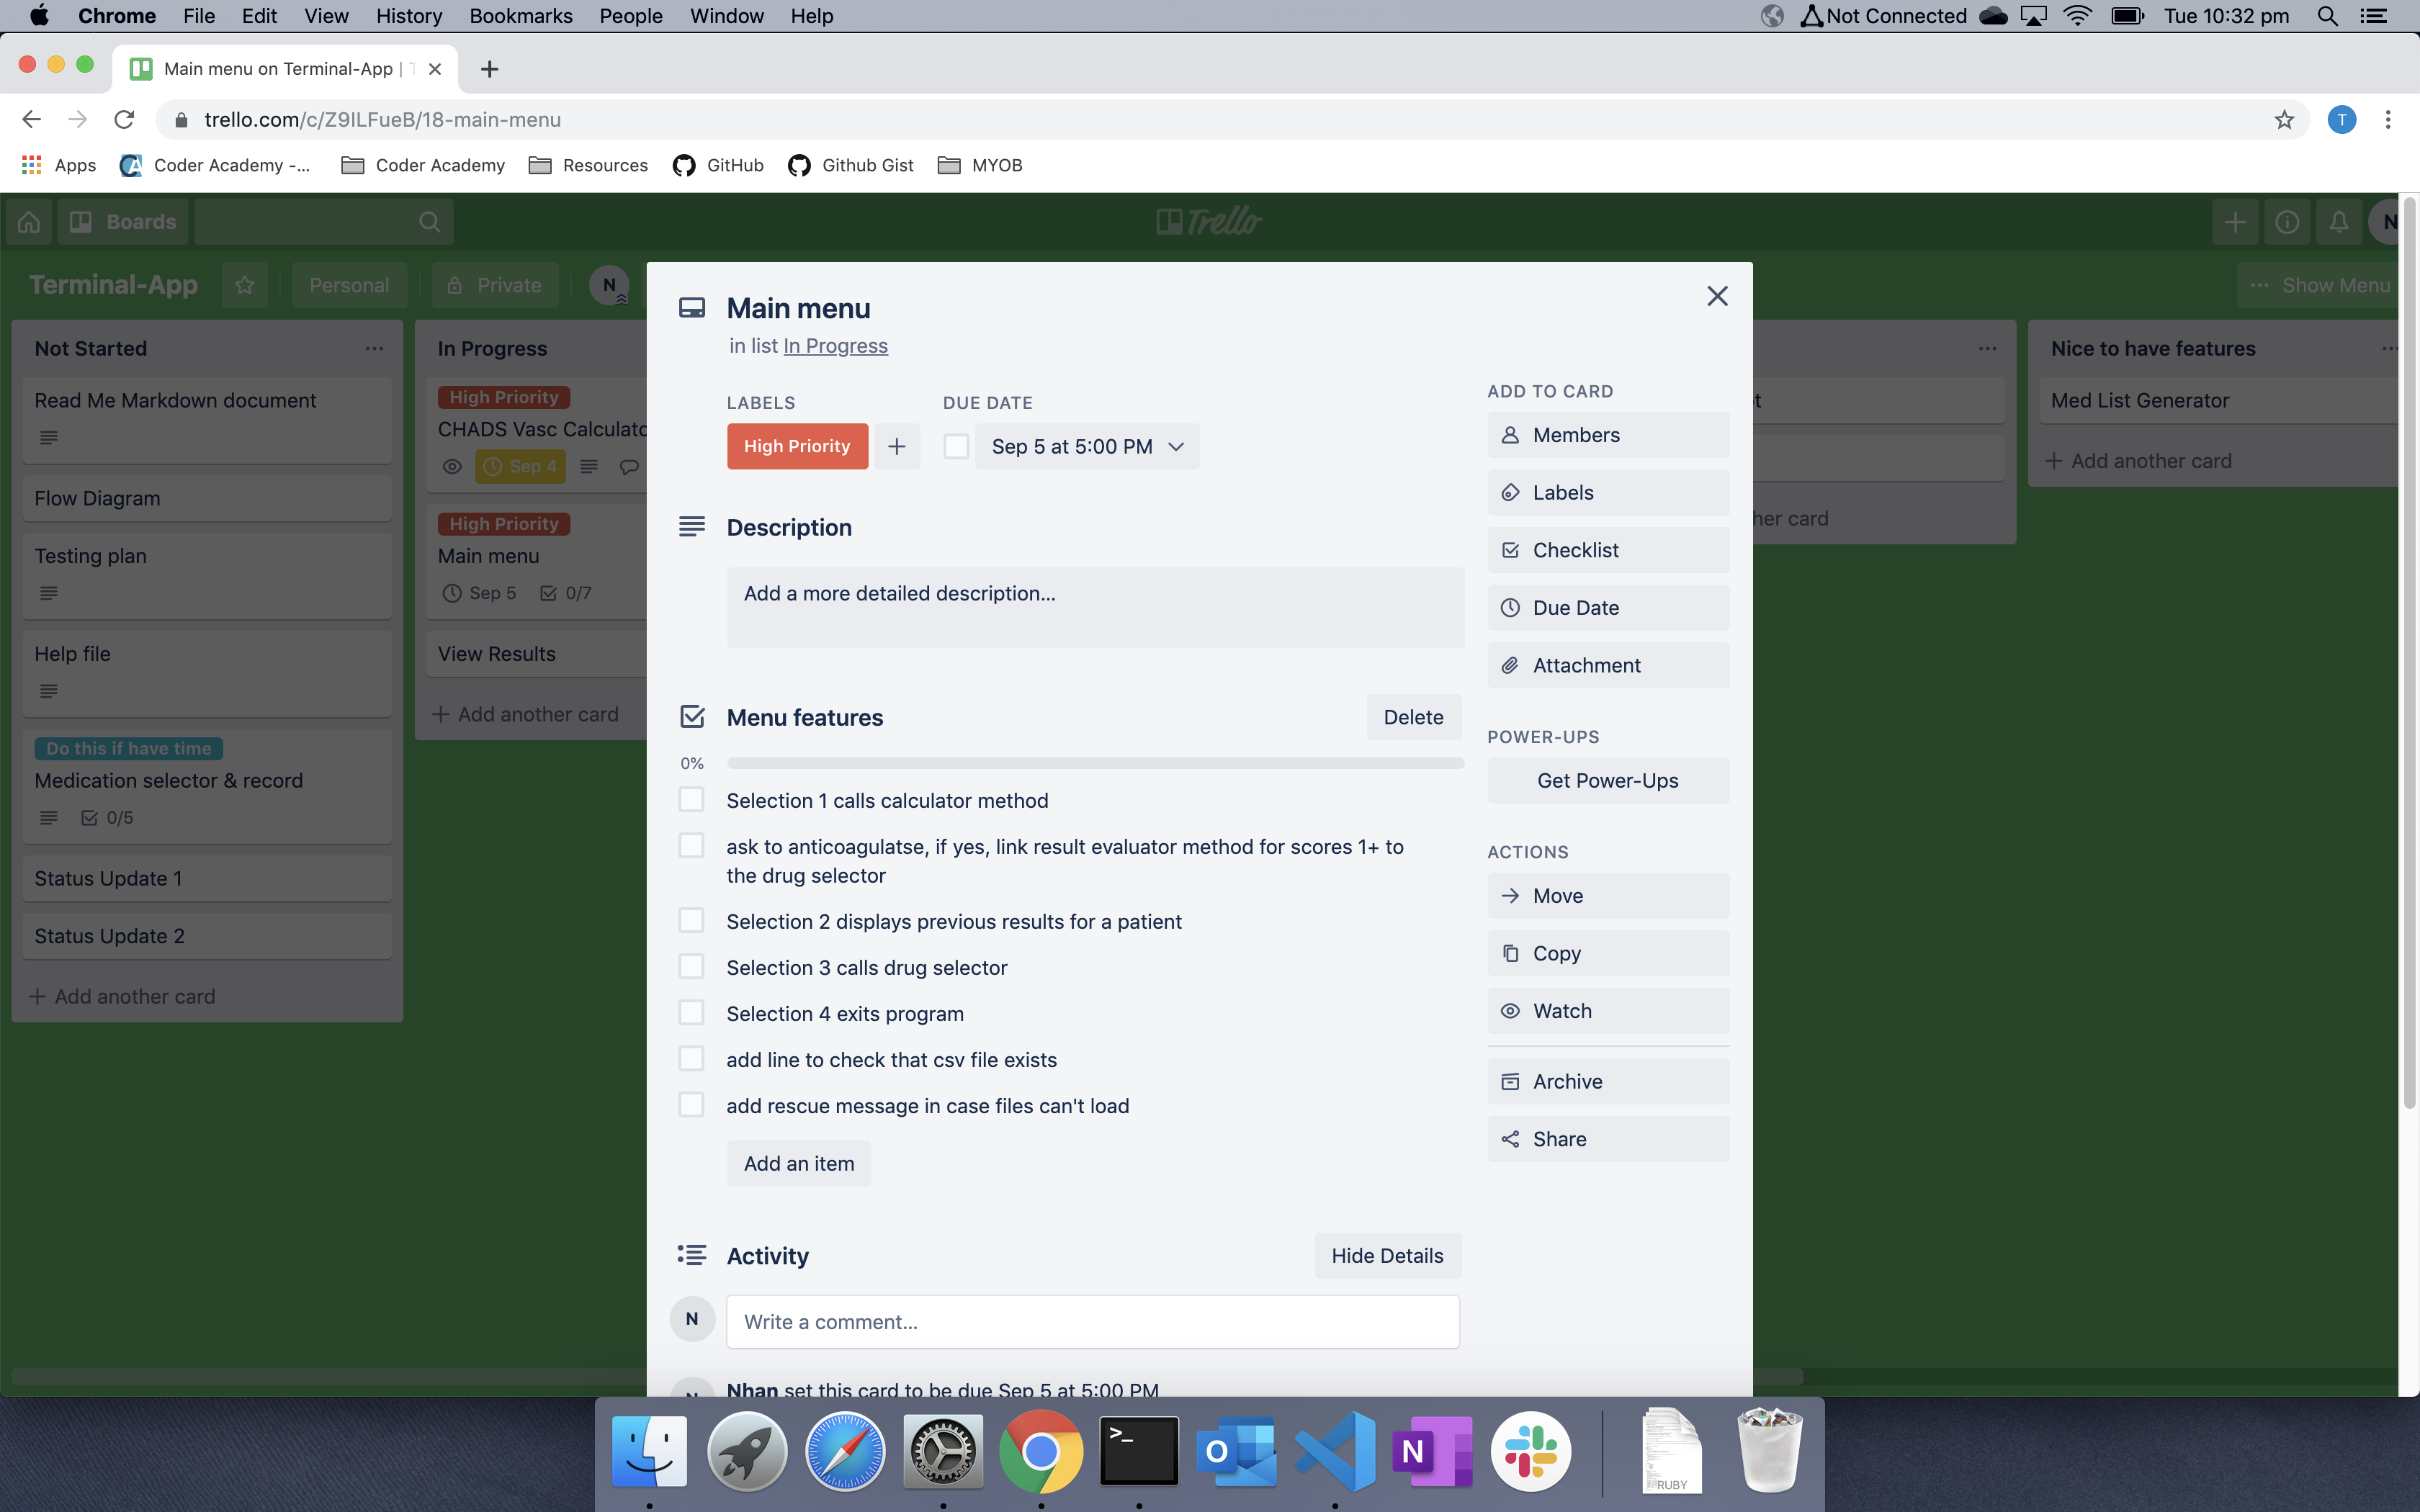 Chrome File Edit View History Bookmarks People Window Help Not Connected Tue 10:32 pm
Main menu on Terminal-App |
trello.com/c/Z9ILFueB/18-main-menu T
Apps Coder Academy -... Coder Academy Resources GitHub Github Gist MYOB
Boards Trello N
Terminal-App Personal Private N Show Menu
Not Started
Read Me Markdown document
Flow Diagram
Testing plan
Help file
Do this if have time
Medication selector & record
0/5
Status Update 1
Status Update 2
+ Add another card
In Progress
High Priority
CHADS Vasc Calculato
Sep 4
High Priority
Main menu
Sep 5 0/7
View Results
+ Add another card
Main menu
in list In Progress
LABELS DUE DATE
High Priority + Sep 5 at 5:00 PM
Description
Add a more detailed description...
Menu features Delete
0%
Selection 1 calls calculator method
ask to anticoagulatse, if yes, link result evaluator method for scores 1+ to
the drug selector
Selection 2 displays previous results for a patient
Selection 3 calls drug selector
Selection 4 exits program
add line to check that csv file exists
add rescue message in case files can't load
Add an item
Activity Hide Details
N Write a comment...
Nhan set this card to be due Sep 5 at 5:00 PM
ADD TO CARD
Members
Labels
Checklist
Due Date
Attachment
POWER-UPS
Get Power-Ups
ACTIONS
Move
Copy
Watch
Archive
Share
t
her card
Nice to have features
Med List Generator
+ Add another card
>_ O N RUBY